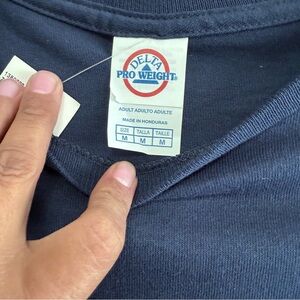 DELTA
PRO WEIGHT
ADULT ADULTO ADULTE
MADE IN HONDURAS
SIZE TALLA TAILLE
M M M